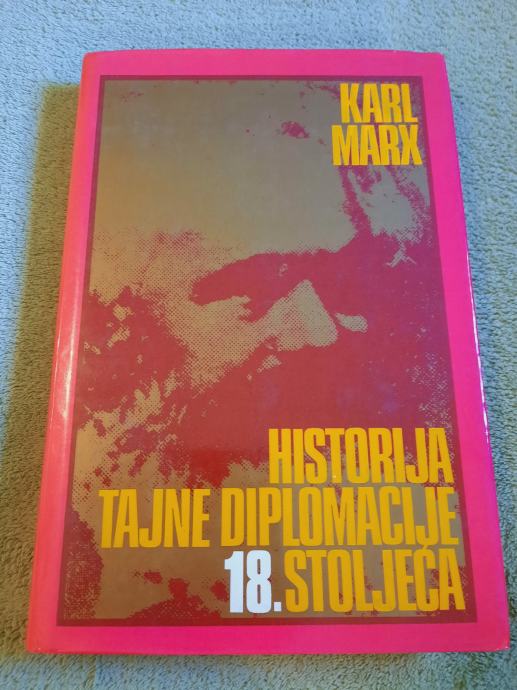 KARL
MARX
HISTORIJA
TAJNE DIPLOMACIJE
18. STOLJEĆA